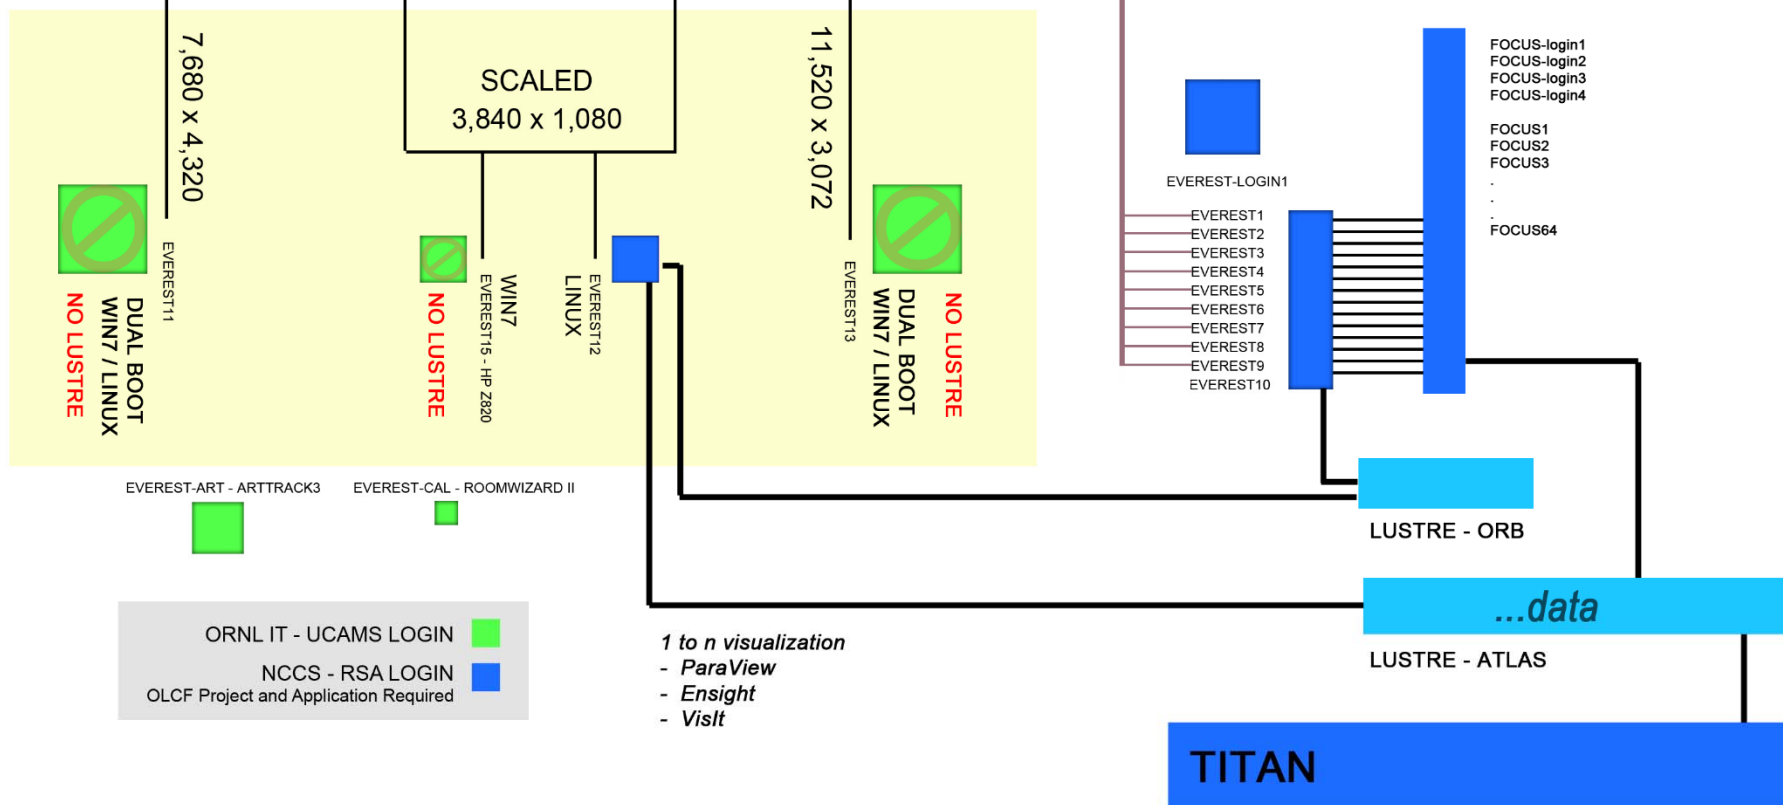 7,680 x 4,320
EVEREST11
DUAL BOOT
WIN7 / LINUX
NO LUSTRE
SCALED
3,840 x 1,080
WIN7
EVEREST15 - HP Z820
NO LUSTRE
EVEREST12
LINUX
11,520 x 3,072
EVEREST13
NO LUSTRE
DUAL BOOT
WIN7 / LINUX
EVEREST-ART - ARTTRACK3
EVEREST-CAL - ROOMWIZARD II
ORNL IT - UCAMS LOGIN
NCCS - RSA LOGIN
OLCF Project and Application Required
1 to n visualization
- ParaView
- Ensight
- VisIt
EVEREST-LOGIN1
EVEREST1
EVEREST2
EVEREST3
EVEREST4
EVEREST5
EVEREST6
EVEREST7
EVEREST8
EVEREST9
EVEREST10
FOCUS-login1
FOCUS-login2
FOCUS-login3
FOCUS-login4
FOCUS1
FOCUS2
FOCUS3
.
.
.
FOCUS64
LUSTRE - ORB
...data
LUSTRE - ATLAS
TITAN